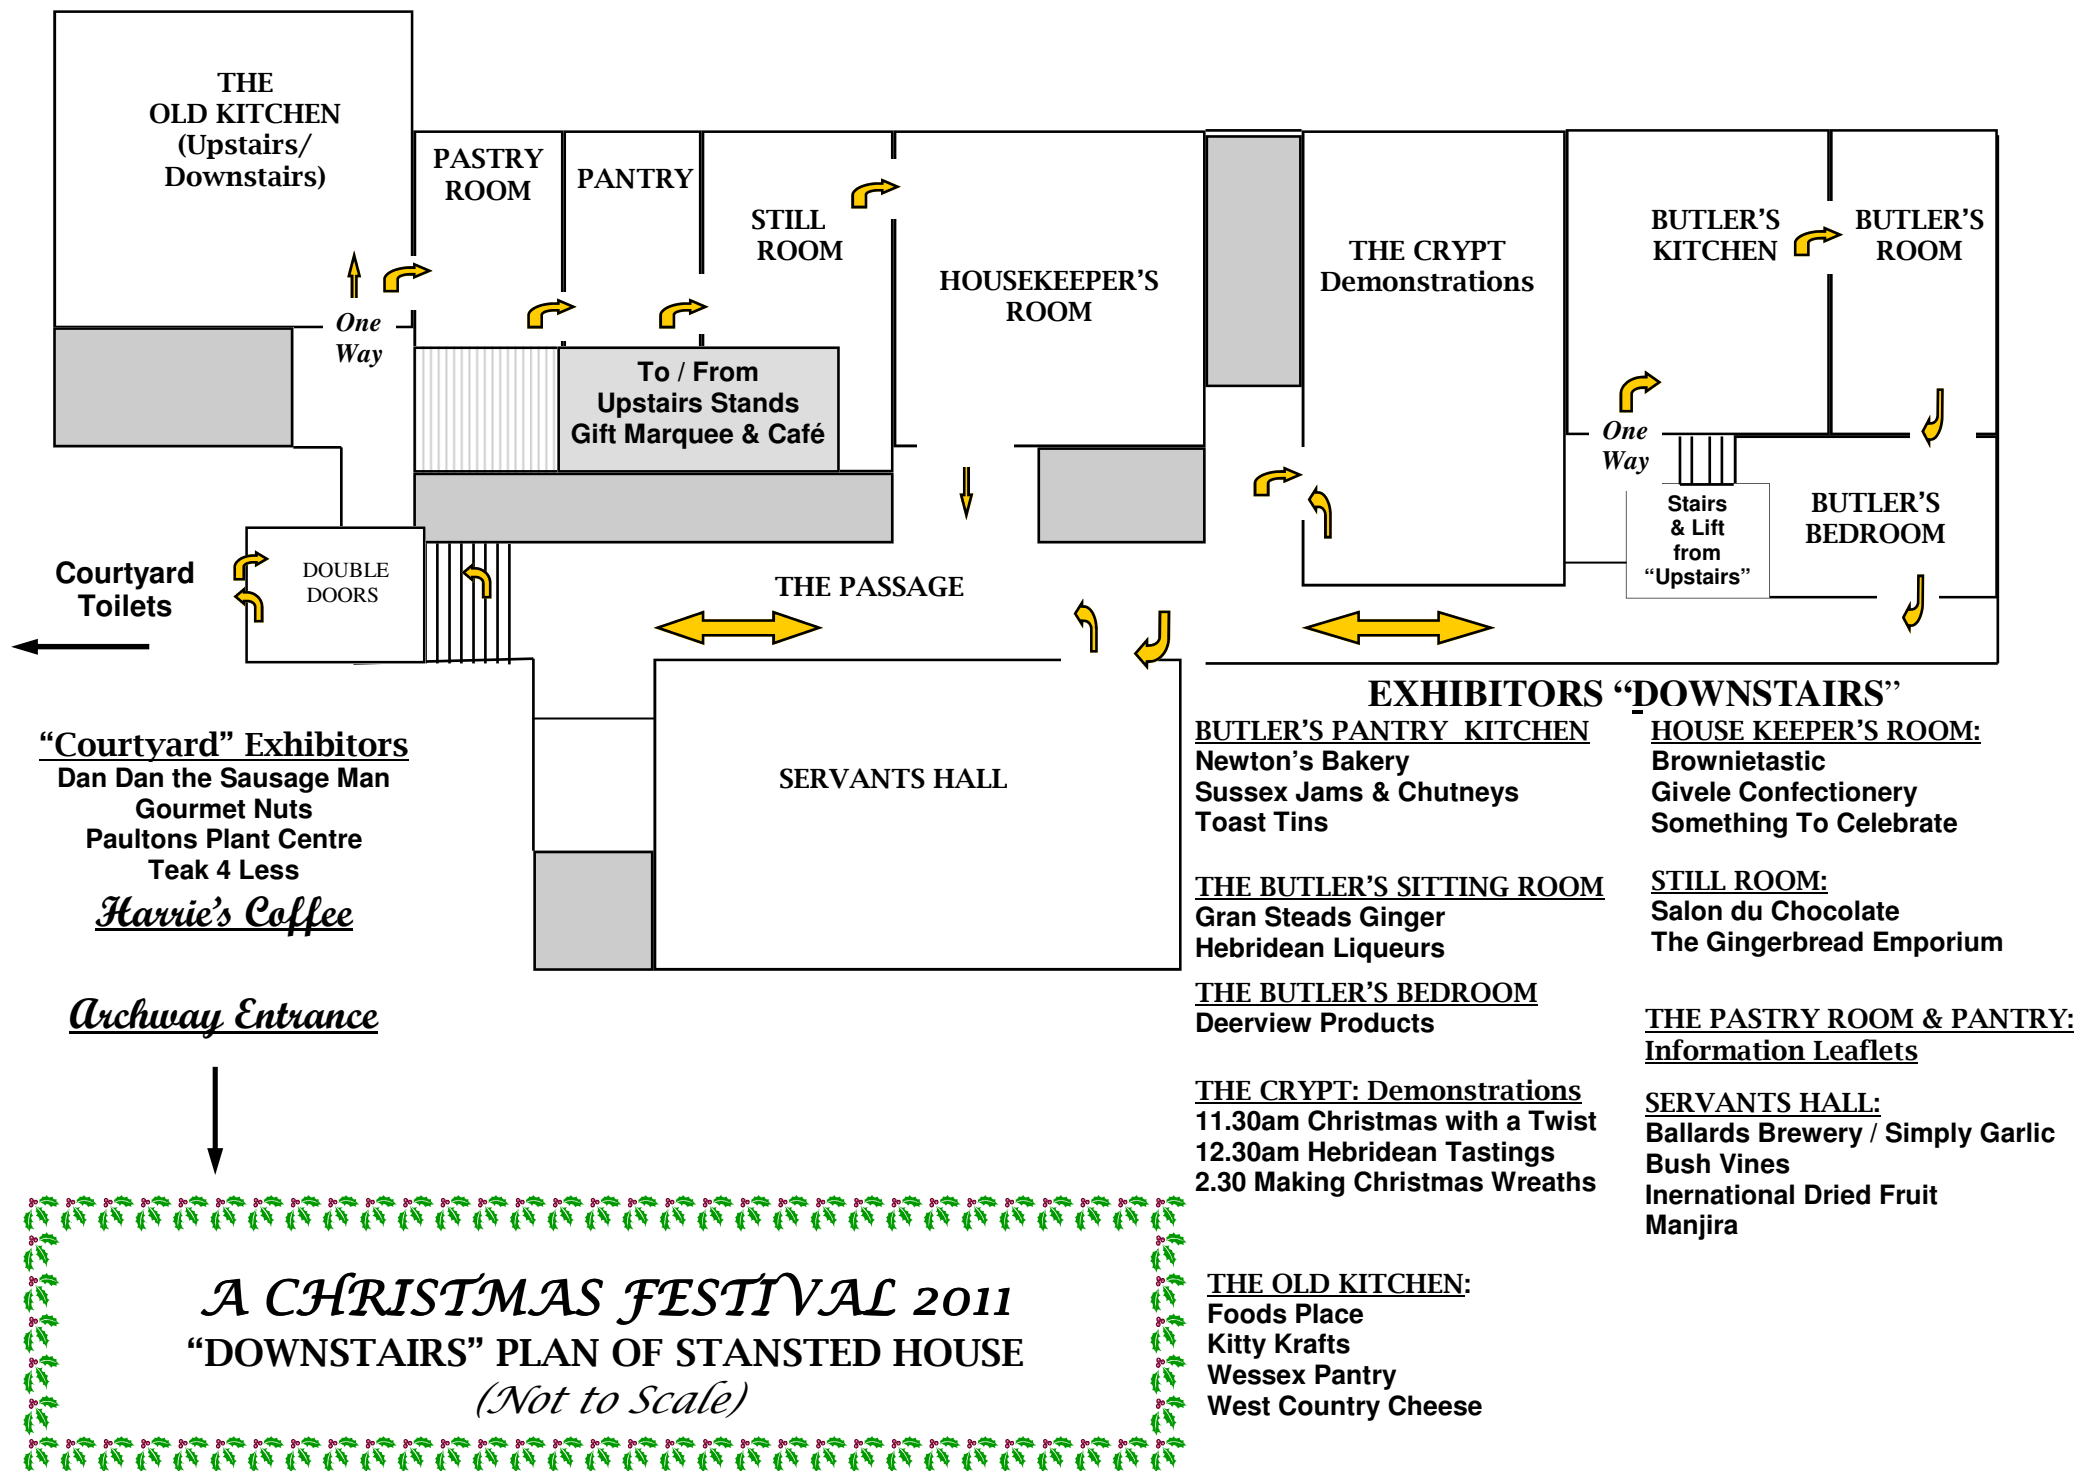 THE
OLD KITCHEN
(Upstairs/
Downstairs)
PASTRY
ROOM
PANTRY
STILL
ROOM
HOUSEKEEPER'S
ROOM
THE CRYPT
Demonstrations
BUTLER'S
KITCHEN
BUTLER'S
ROOM
One
Way
To / From
Upstairs Stands
Gift Marquee & Café
One
Way
Stairs
& Lift
from
“Upstairs”
BUTLER'S
BEDROOM
Courtyard
Toilets
DOUBLE
DOORS
THE PASSAGE
SERVANTS HALL
“Courtyard” Exhibitors
Dan Dan the Sausage Man
Gourmet Nuts
Paultons Plant Centre
Teak 4 Less
Harrie's Coffee
Archway Entrance
EXHIBITORS “DOWNSTAIRS”
BUTLER'S PANTRY KITCHEN
Newton's Bakery
Sussex Jams & Chutneys
Toast Tins
THE BUTLER'S SITTING ROOM
Gran Steads Ginger
Hebridean Liqueurs
THE BUTLER'S BEDROOM
Deerview Products
THE CRYPT: Demonstrations
11.30am Christmas with a Twist
12.30am Hebridean Tastings
2.30 Making Christmas Wreaths
THE OLD KITCHEN:
Foods Place
Kitty Krafts
Wessex Pantry
West Country Cheese
HOUSE KEEPER'S ROOM:
Brownietastic
Givele Confectionery
Something To Celebrate
STILL ROOM:
Salon du Chocolate
The Gingerbread Emporium
THE PASTRY ROOM & PANTRY:
Information Leaflets
SERVANTS HALL:
Ballards Brewery / Simply Garlic
Bush Vines
Inernational Dried Fruit
Manjira
A CHRISTMAS FESTIVAL 2011
“DOWNSTAIRS” PLAN OF STANSTED HOUSE
(Not to Scale)